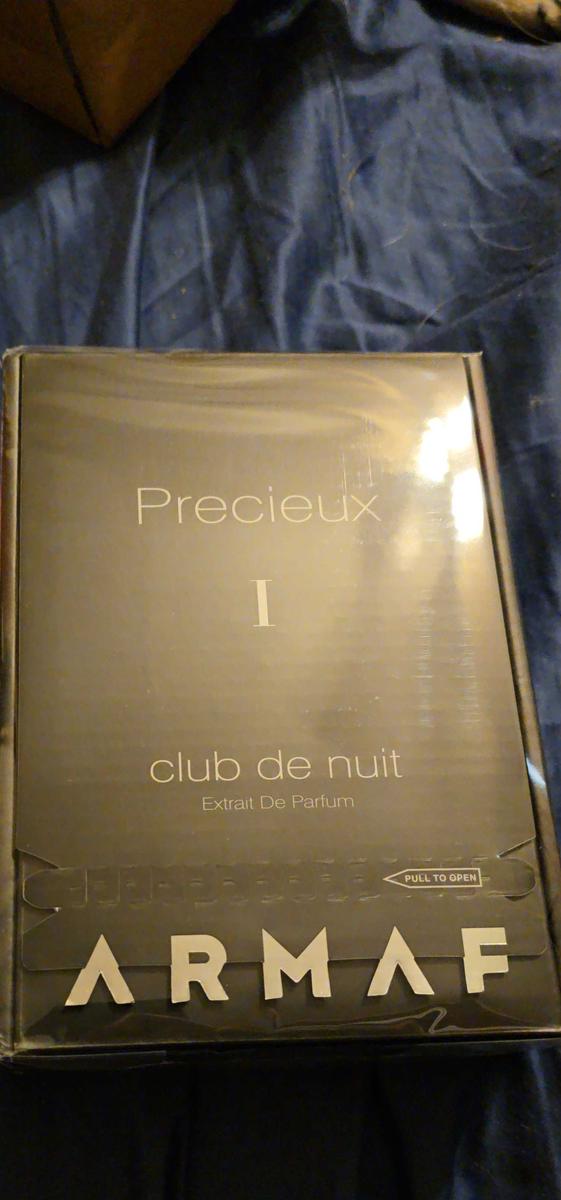 Precieux
I
club de nuit
Extrait De Parfum
PULL TO OPEN
ARMAF